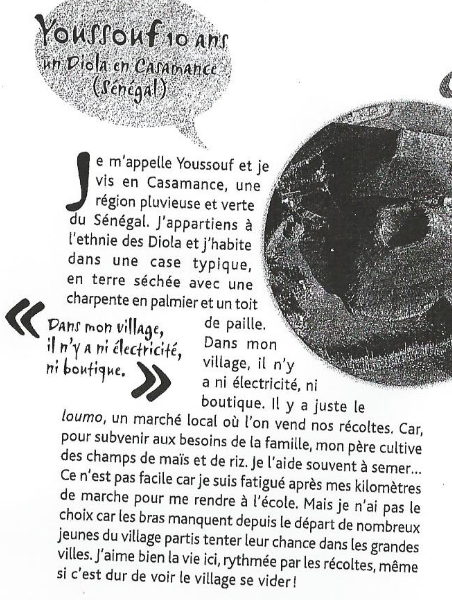 Youssouf 10 ans
un Diola en Casamance
(Sénégal)
Je m'appelle Youssouf et je
vis en Casamance, une
région pluvieuse et verte
du Sénégal. J'appartiens à
l'ethnie des Diola et j'habite
dans une case typique,
en terre séchée avec une
charpente en palmier et un toit
de paille.
Dans mon
village, il n'y
a ni électricité, ni
boutique. Il y a juste le
loumo, un marché local où l'on vend nos récoltes. Car,
pour subvenir aux besoins de la famille, mon père cultive
des champs de maïs et de riz. Je l'aide souvent à semer...
Ce n'est pas facile car je suis fatigué après mes kilomètres
de marche pour me rendre à l'école. Mais je n'ai pas le
choix car les bras manquent depuis le départ de nombreux
jeunes du village partis tenter leur chance dans les grandes
villes. J'aime bien la vie ici, rythmée par les récoltes, même
si c'est dur de voir le village se vider !
« Dans mon village,
il n'y a ni électricité,
ni boutique. »